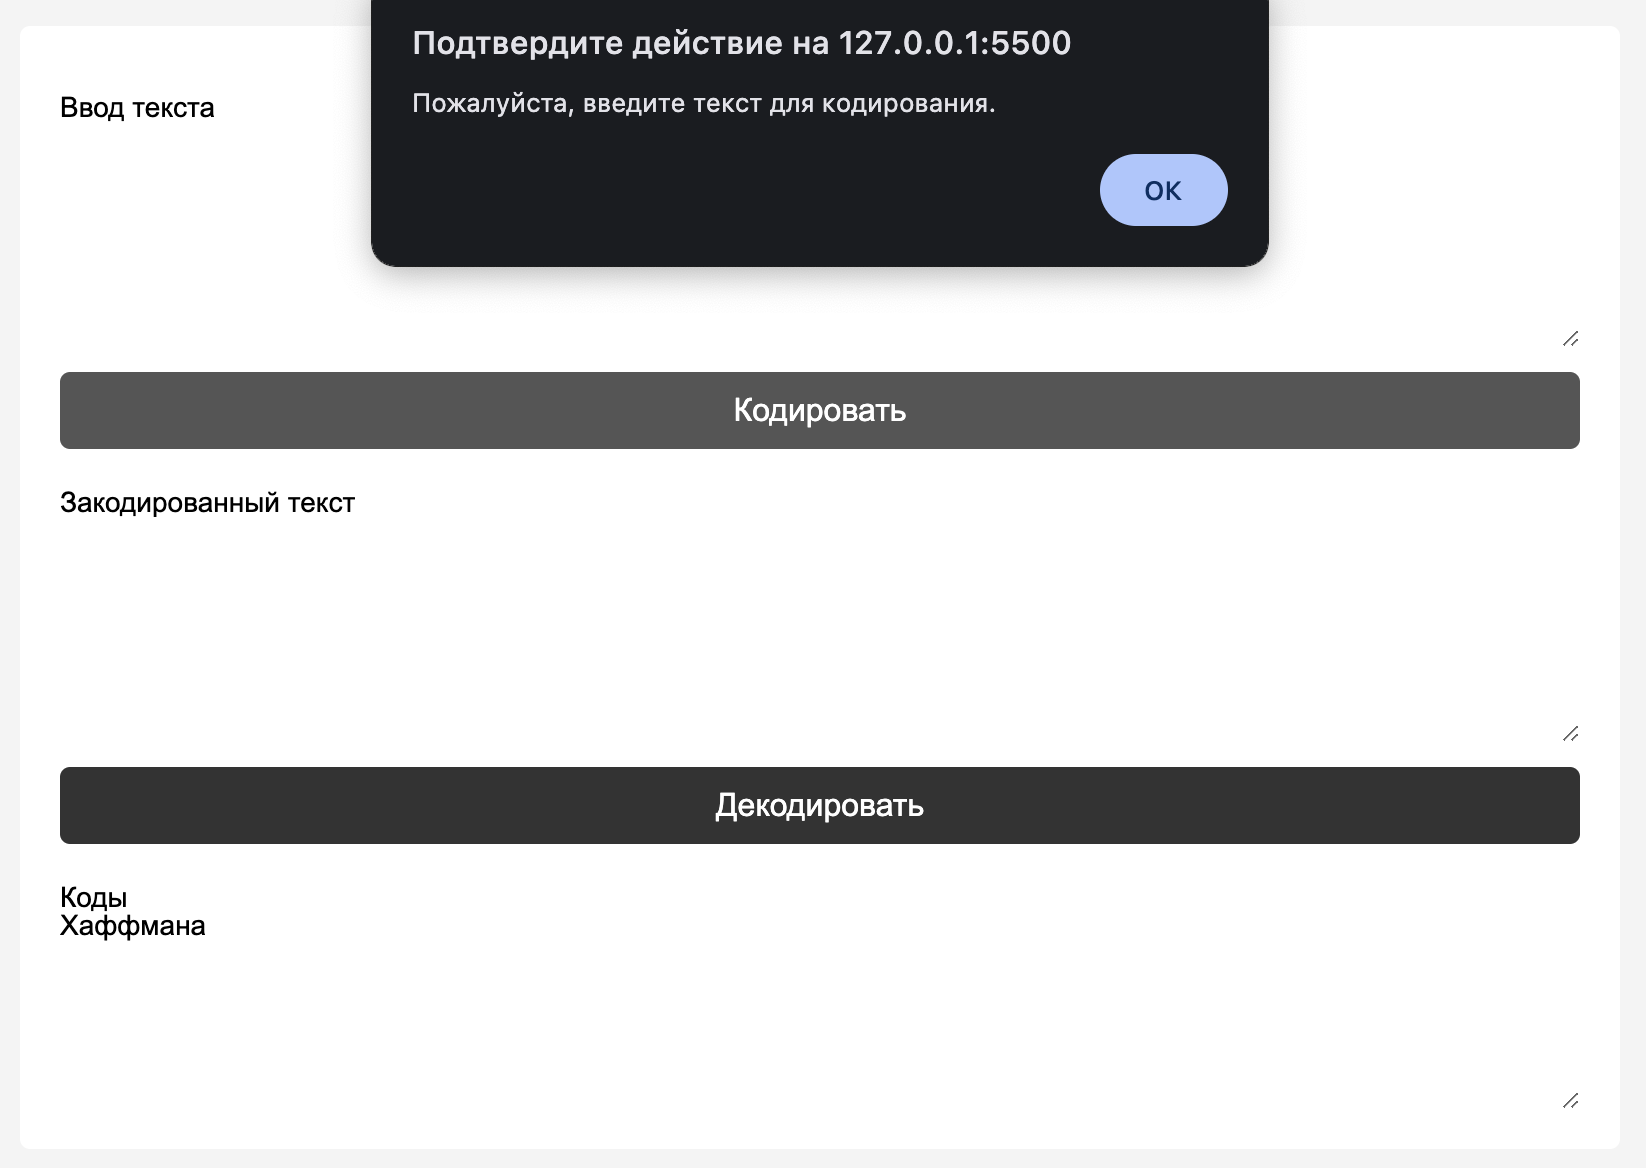 Подтвердите действие на 127.0.0.1:5500
Пожалуйста, введите текст для кодирования.
ОК
Ввод текста
Кодировать
Закодированный текст
Декодировать
Коды
Хаффмана